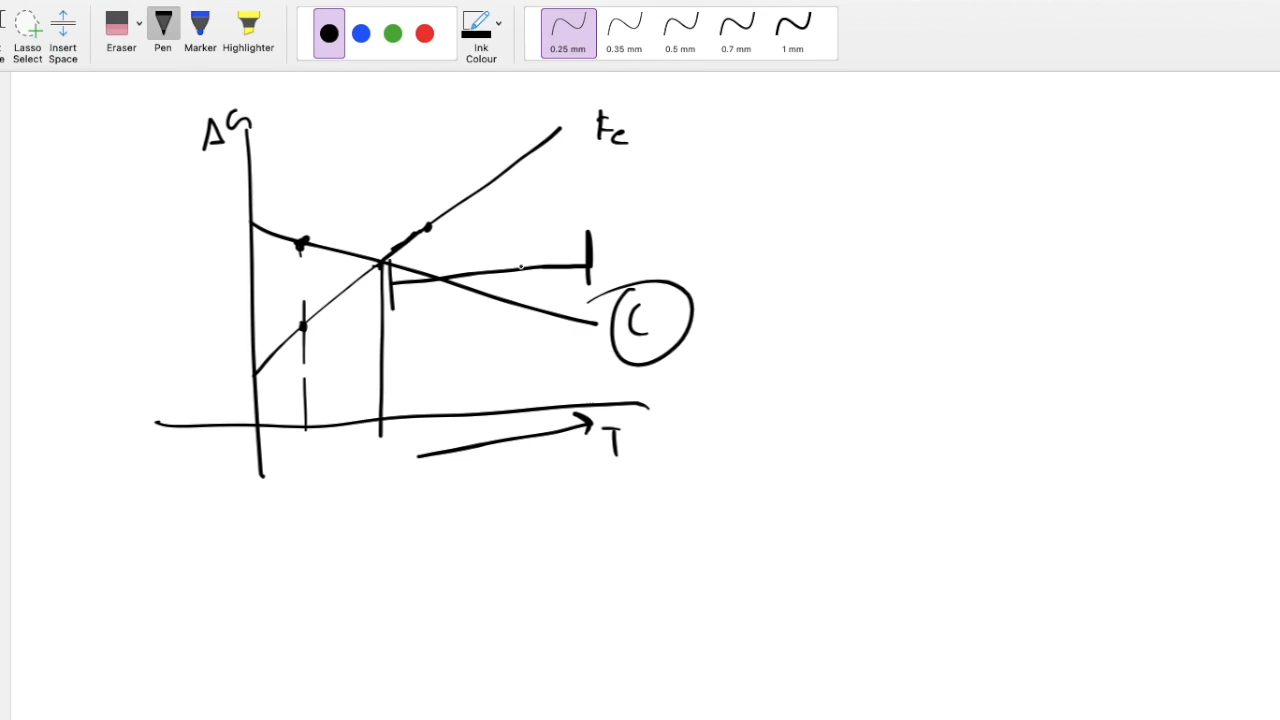 Lasso Select
Insert Space
Eraser
Pen
Marker
Highlighter
Ink Colour
0.25 mm
0.35 mm
0.5 mm
0.7 mm
1 mm
ΔG
Fe
C
T